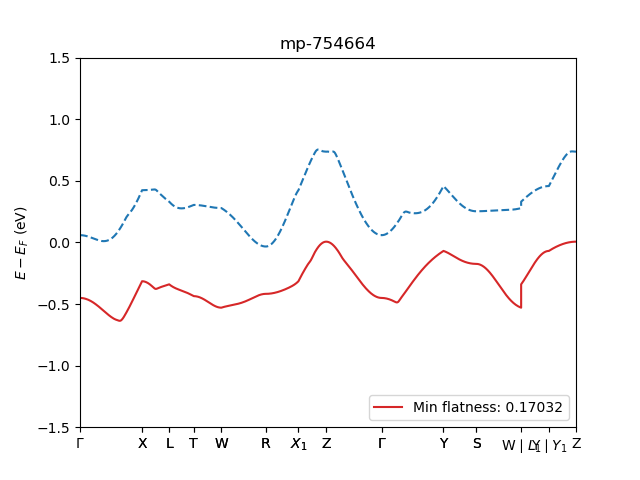 mp-754664
1.5
1.0
0.5
0.0
−0.5
−1.0
−1.5
E − E_F (eV)
Min flatness: 0.17032
Γ X L T W R X₁ Z Γ Y S W | L Y₁ | Y₁ Z